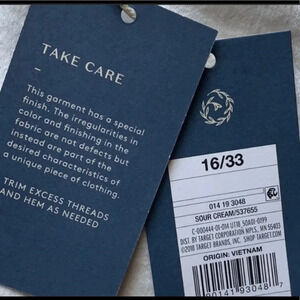 TAKE CARE
–
This garment has a special
finish. The irregularities in
color and finishing in the
fabric are not defects but
instead are part of the
desired characteristics of
a unique piece of clothing.
TRIM EXCESS THREADS
AND HEM AS NEEDED
16/33
014 19 3048
SOUR CREAM/537655
DIST. BY TARGET CORPORATION MPLS, MN 55403
©2018 TARGET BRANDS, INC. SHOP TARGET.COM
ORIGIN: VIETNAM